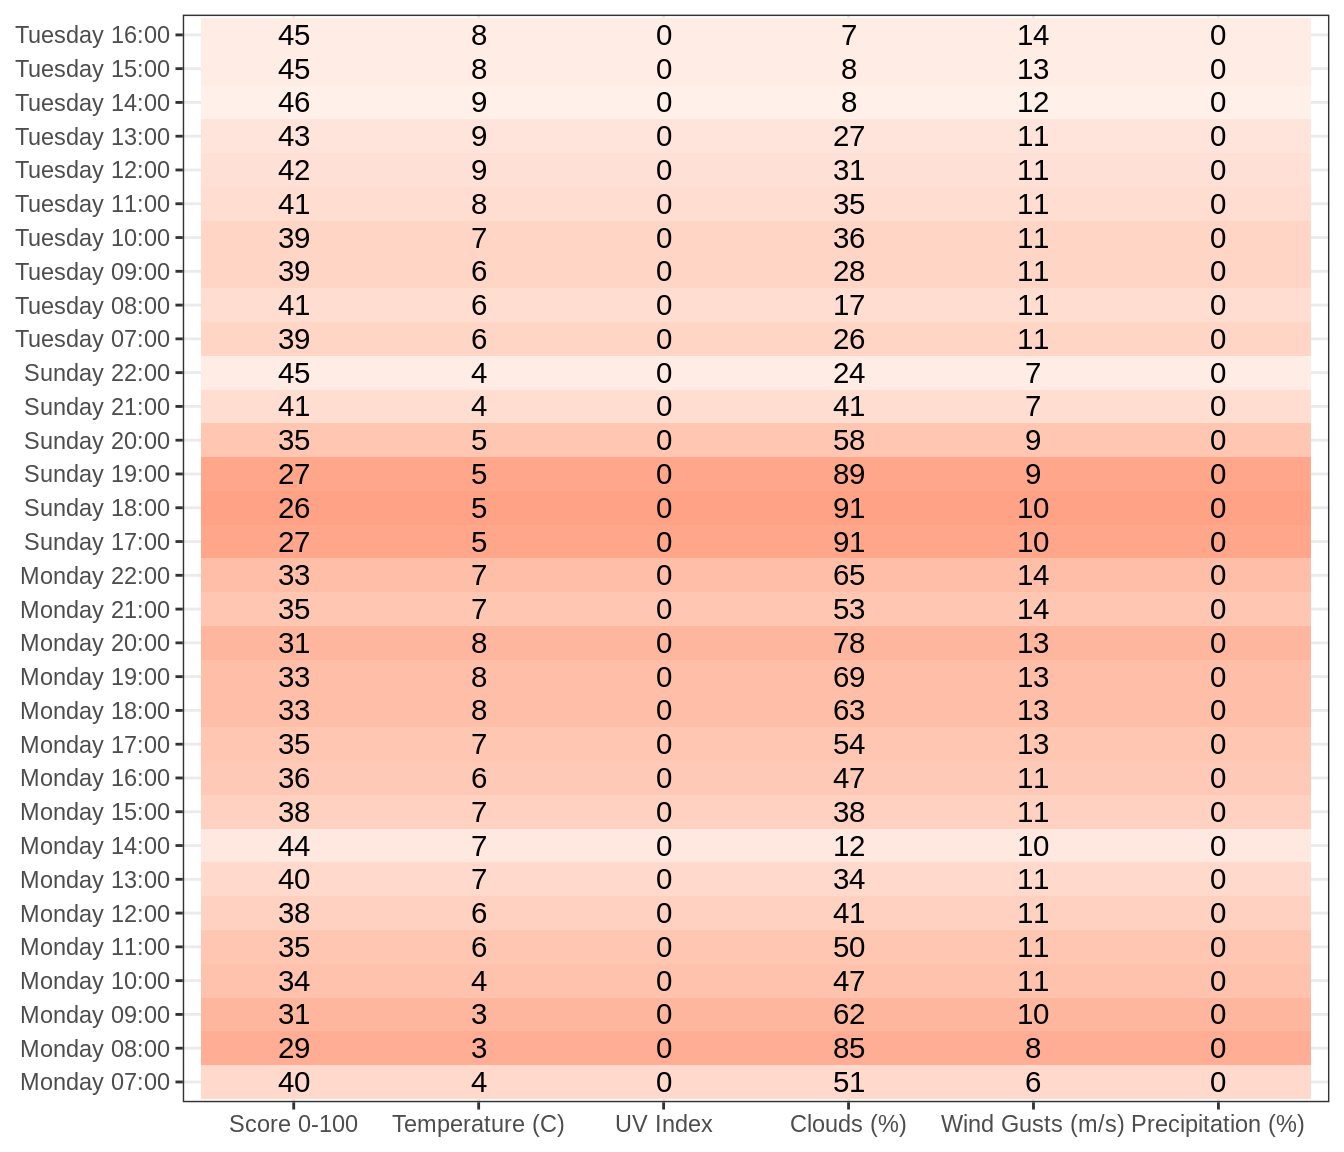 Tuesday 16:00 45 8 0 7 14 0
Tuesday 15:00 45 8 0 8 13 0
Tuesday 14:00 46 9 0 8 12 0
Tuesday 13:00 43 9 0 27 11 0
Tuesday 12:00 42 9 0 31 11 0
Tuesday 11:00 41 8 0 35 11 0
Tuesday 10:00 39 7 0 36 11 0
Tuesday 09:00 39 6 0 28 11 0
Tuesday 08:00 41 6 0 17 11 0
Tuesday 07:00 39 6 0 26 11 0
Sunday 22:00 45 4 0 24 7 0
Sunday 21:00 41 4 0 41 7 0
Sunday 20:00 35 5 0 58 9 0
Sunday 19:00 27 5 0 89 9 0
Sunday 18:00 26 5 0 91 10 0
Sunday 17:00 27 5 0 91 10 0
Monday 22:00 33 7 0 65 14 0
Monday 21:00 35 7 0 53 14 0
Monday 20:00 31 8 0 78 13 0
Monday 19:00 33 8 0 69 13 0
Monday 18:00 33 8 0 63 13 0
Monday 17:00 35 7 0 54 13 0
Monday 16:00 36 6 0 47 11 0
Monday 15:00 38 7 0 38 11 0
Monday 14:00 44 7 0 12 10 0
Monday 13:00 40 7 0 34 11 0
Monday 12:00 38 6 0 41 11 0
Monday 11:00 35 6 0 50 11 0
Monday 10:00 34 4 0 47 11 0
Monday 09:00 31 3 0 62 10 0
Monday 08:00 29 3 0 85 8 0
Monday 07:00 40 4 0 51 6 0
Score 0-100 Temperature (C) UV Index Clouds (%) Wind Gusts (m/s) Precipitation (%)